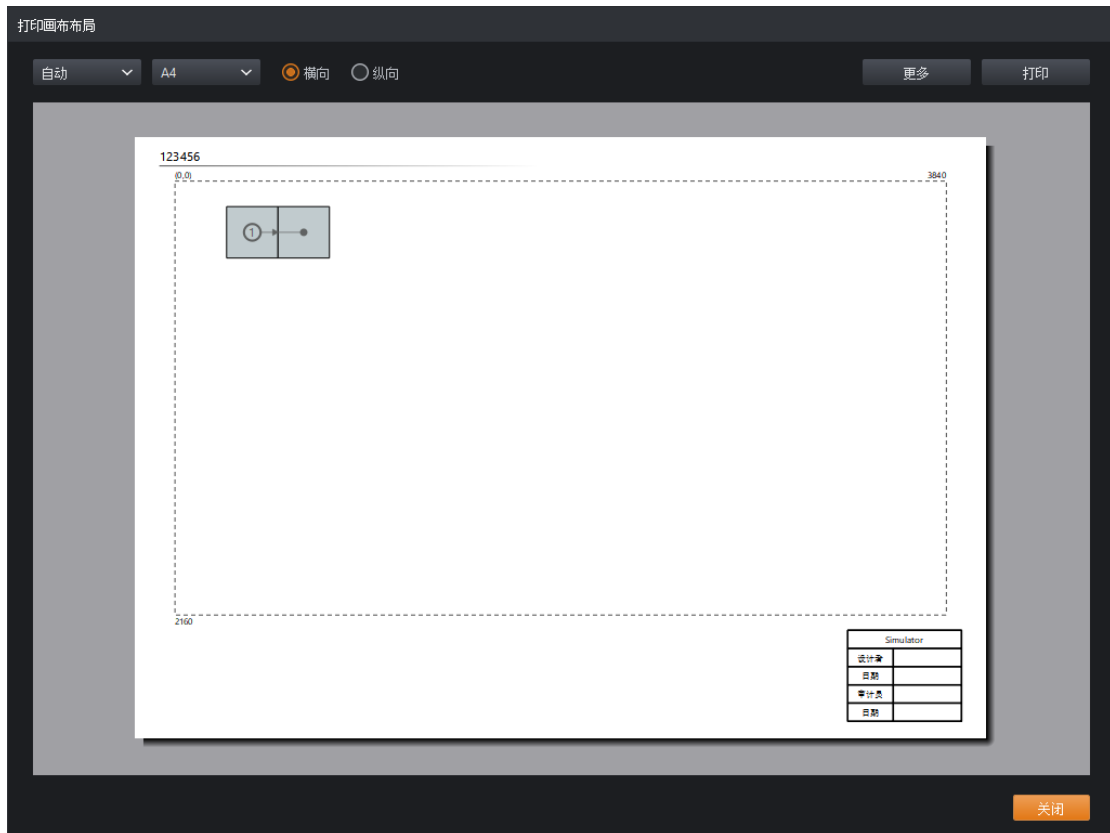 打印画布布局
自动 A4 横向 纵向 更多 打印
123456
(0,0) 3840
1
2160
Simulator
设计者
日期
审计员
日期
关闭